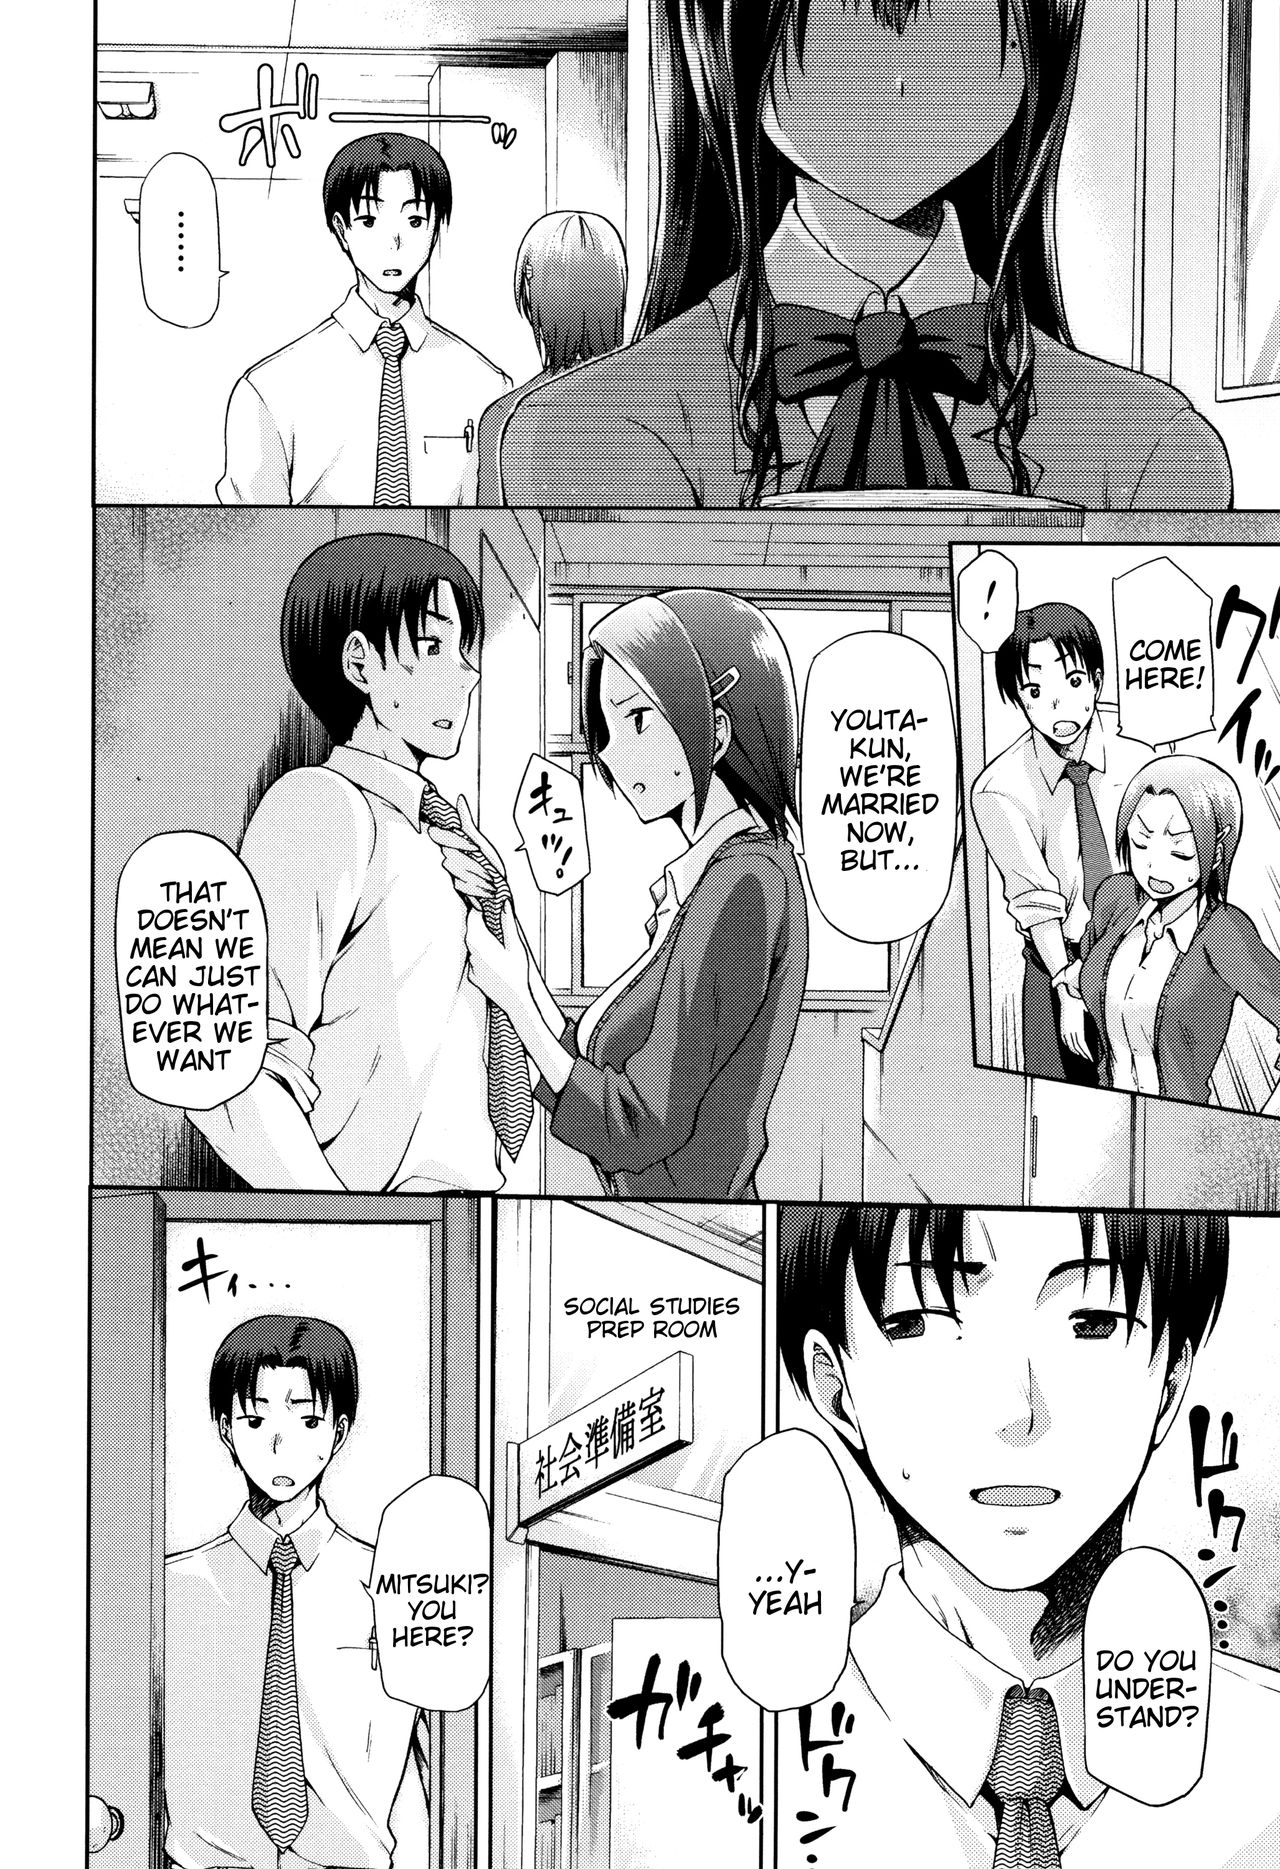 ボーッ
………
COME
HERE!
グイッ
!
YOUTA-
KUN,
WE'RE
MARRIED
NOW,
BUT...
キュッ!
THAT
DOESN'T
MEAN WE
CAN JUST
DO WHAT-
EVER WE
WANT
DO YOU
UNDER-
STAND?
ドクン…
...Y-
YEAH
ドクン
SOCIAL STUDIES
PREP ROOM
社会準備室
ガチャッ
キィ...
MITSUKI?
YOU
HERE?